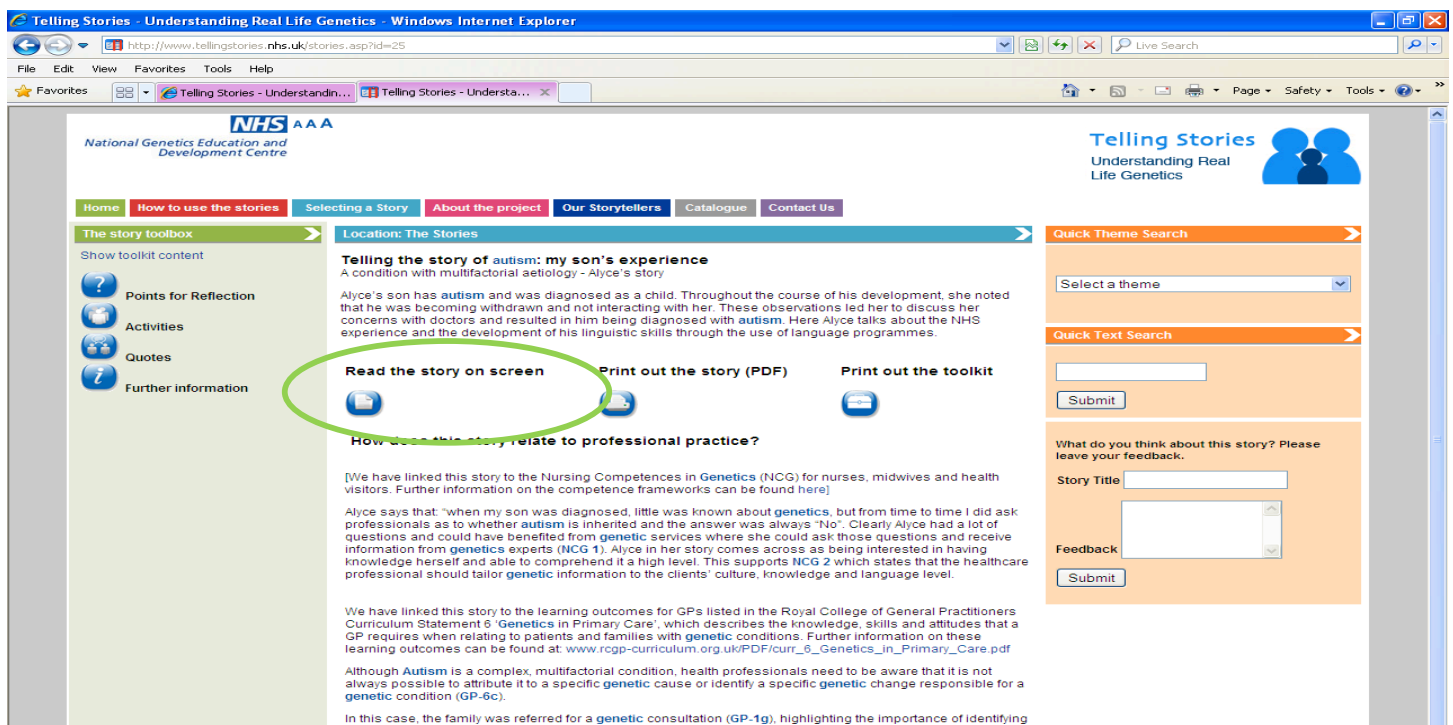 Telling Stories - Understanding Real Life Genetics - Windows Internet Explorer
http://www.tellingstories.nhs.uk/stories.asp?id=25
Live Search
File Edit View Favorites Tools Help
Favorites
Telling Stories - Understandin...
Telling Stories - Understa...
Page Safety Tools
NHS A A A
National Genetics Education and
Development Centre
Telling Stories
Understanding Real
Life Genetics
Home How to use the stories Selecting a Story About the project Our Storytellers Catalogue Contact Us
The story toolbox
Show toolkit content
Points for Reflection
Activities
Quotes
Further information
Location: The Stories
Telling the story of autism: my son's experience
A condition with multifactorial aetiology - Alyce's story
Alyce's son has autism and was diagnosed as a child. Throughout the course of his development, she noted
that he was becoming withdrawn and not interacting with her. These observations led her to discuss her
concerns with doctors and resulted in him being diagnosed with autism. Here Alyce talks about the NHS
experience and the development of his linguistic skills through the use of language programmes.
Read the story on screen Print out the story (PDF) Print out the toolkit
How does this story relate to professional practice?
[We have linked this story to the Nursing Competences in Genetics (NCG) for nurses, midwives and health
visitors. Further information on the competence frameworks can be found here]
Alyce says that: "when my son was diagnosed, little was known about genetics, but from time to time I did ask
professionals as to whether autism is inherited and the answer was always "No". Clearly Alyce had a lot of
questions and could have benefited from genetic services where she could ask those questions and receive
information from genetics experts (NCG 1). Alyce in her story comes across as being interested in having
knowledge herself and able to comprehend it a high level. This supports NCG 2 which states that the healthcare
professional should tailor genetic information to the clients' culture, knowledge and language level.
We have linked this story to the learning outcomes for GPs listed in the Royal College of General Practitioners
Curriculum Statement 6 'Genetics in Primary Care', which describes the knowledge, skills and attitudes that a
GP requires when relating to patients and families with genetic conditions. Further information on these
learning outcomes can be found at: www.rcgp-curriculum.org.uk/PDF/curr_6_Genetics_in_Primary_Care.pdf
Although Autism is a complex, multifactorial condition, health professionals need to be aware that it is not
always possible to attribute it to a specific genetic cause or identify a specific genetic change responsible for a
genetic condition (GP-6c).
In this case, the family was referred for a genetic consultation (GP-1g), highlighting the importance of identifying
Quick Theme Search
Select a theme
Quick Text Search
Submit
What do you think about this story? Please
leave your feedback.
Story Title
Feedback
Submit